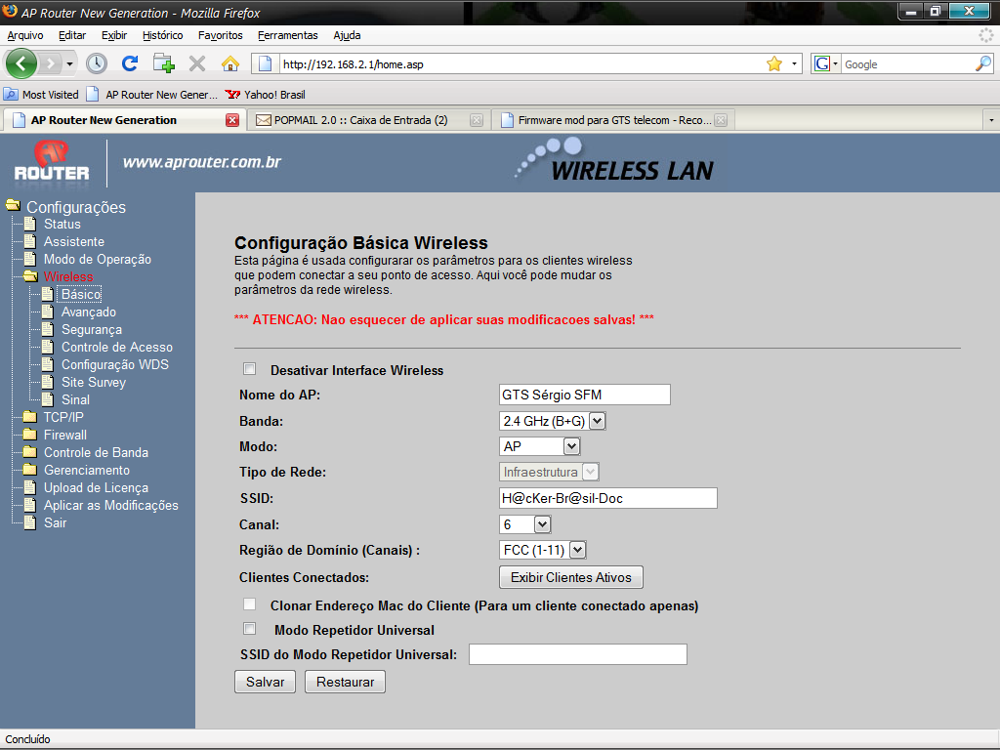 AP Router New Generation - Mozilla Firefox
Arquivo Editar Exibir Histórico Favoritos Ferramentas Ajuda
http://192.168.2.1/home.asp G Google
Most Visited AP Router New Gener... Yahoo! Brasil
AP Router New Generation POPMAIL 2.0 :: Caixa de Entrada (2) Firmware mod para GTS telecom - Reco...
AP ROUTER www.aprouter.com.br WIRELESS LAN
Configurações
Status
Assistente
Modo de Operação
Wireless
Básico
Avançado
Segurança
Controle de Acesso
Configuração WDS
Site Survey
Sinal
TCP/IP
Firewall
Controle de Banda
Gerenciamento
Upload de Licença
Aplicar as Modificações
Sair
Configuração Básica Wireless
Esta página é usada configurarar os parâmetros para os clientes wireless
que podem conectar a seu ponto de acesso. Aqui você pode mudar os
parâmetros da rede wireless.
*** ATENCAO: Nao esquecer de aplicar suas modificacoes salvas! ***
Desativar Interface Wireless
Nome do AP: GTS Sérgio SFM
Banda: 2.4 GHz (B+G)
Modo: AP
Tipo de Rede: Infraestrutura
SSID: H@cKer-Br@sil-Doc
Canal: 6
Região de Domínio (Canais) : FCC (1-11)
Clientes Conectados: Exibir Clientes Ativos
Clonar Endereço Mac do Cliente (Para um cliente conectado apenas)
Modo Repetidor Universal
SSID do Modo Repetidor Universal:
Salvar Restaurar
Concluído